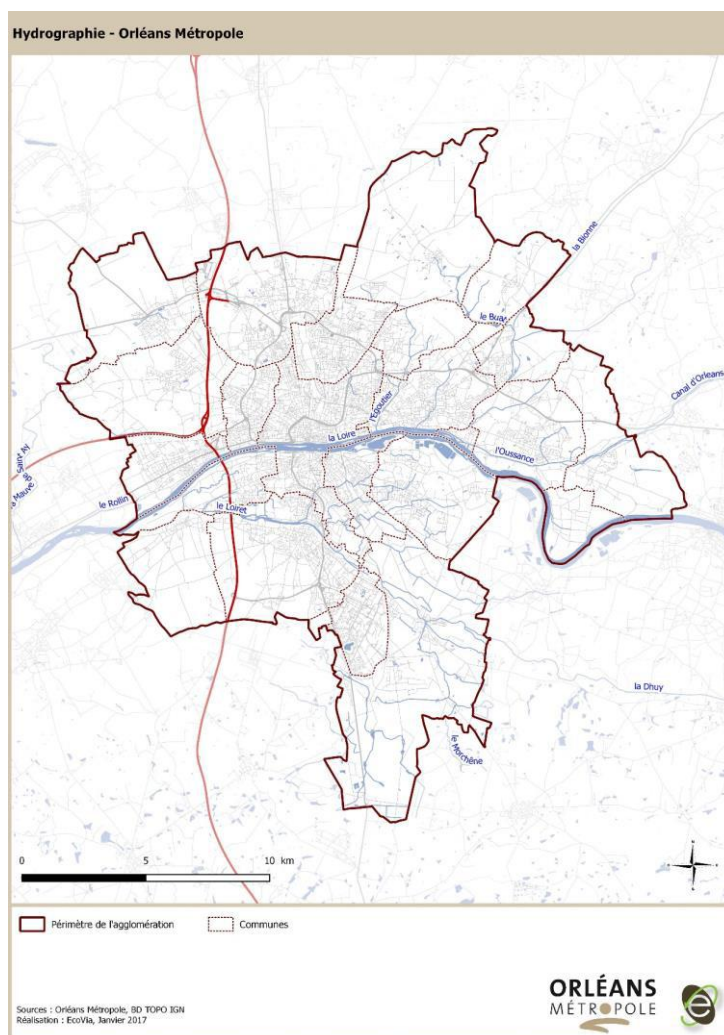 Hydrographie - Orléans Métropole
la Bionne
le Buar
Canal d'Orleans
l'Egoutier
la Loire
l'Oussance
la Mauve de Saint Ay
le Rollin
le Loiret
la Dhuy
le Morchêne
0 5 10 km
Périmètre de l'agglomération
Communes
Sources : Orléans Métropole, BD TOPO IGN
Réalisation : EcoVia, Janvier 2017
ORLÉANS
MÉTROPOLE
e